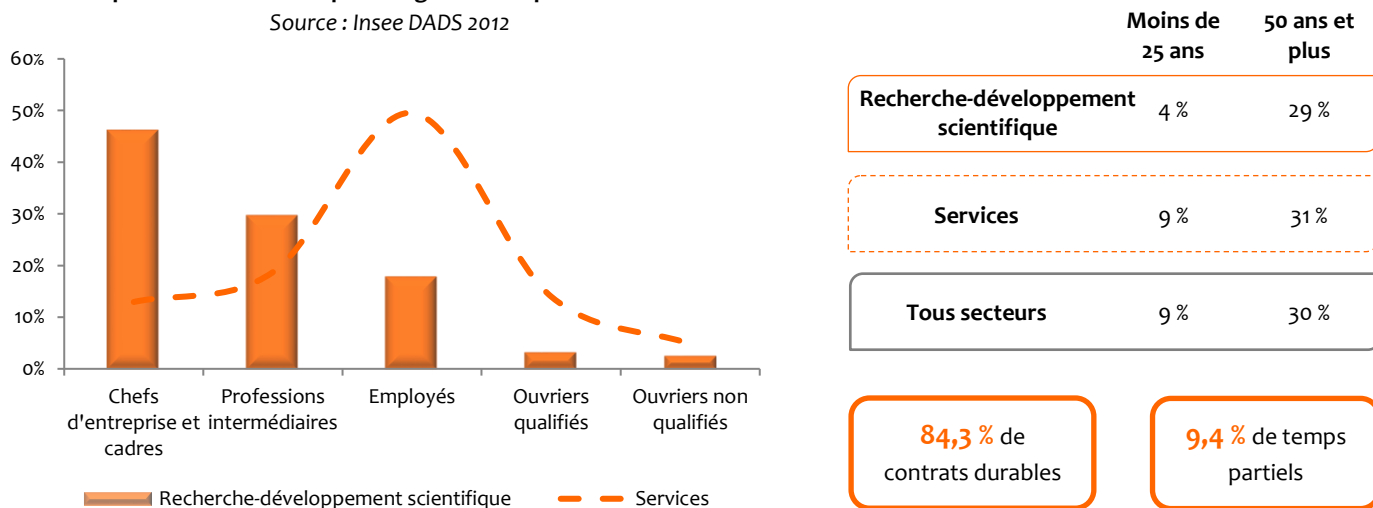 Source : Insee DADS 2012
60%
50%
40%
30%
20%
10%
0%
Chefs
d'entreprise et
cadres
Professions
intermédiaires
Employés
Ouvriers
qualifiés
Ouvriers non
qualifiés
Recherche-développement scientifique
Services
Moins de
25 ans
50 ans et
plus
Recherche-développement
scientifique
4 %
29 %
Services
9 %
31 %
Tous secteurs
9 %
30 %
84,3 % de
contrats durables
9,4 % de temps
partiels